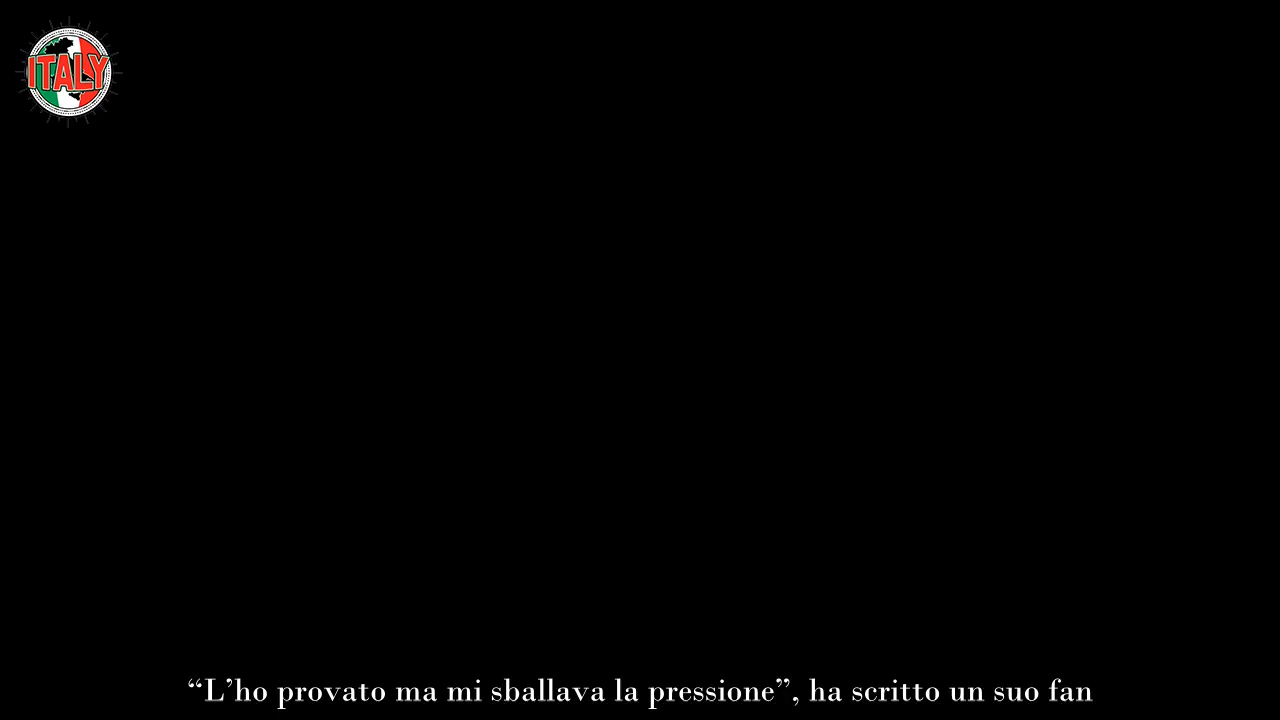 ITALY
“L’ho provato ma mi sballava la pressione”, ha scritto un suo fan